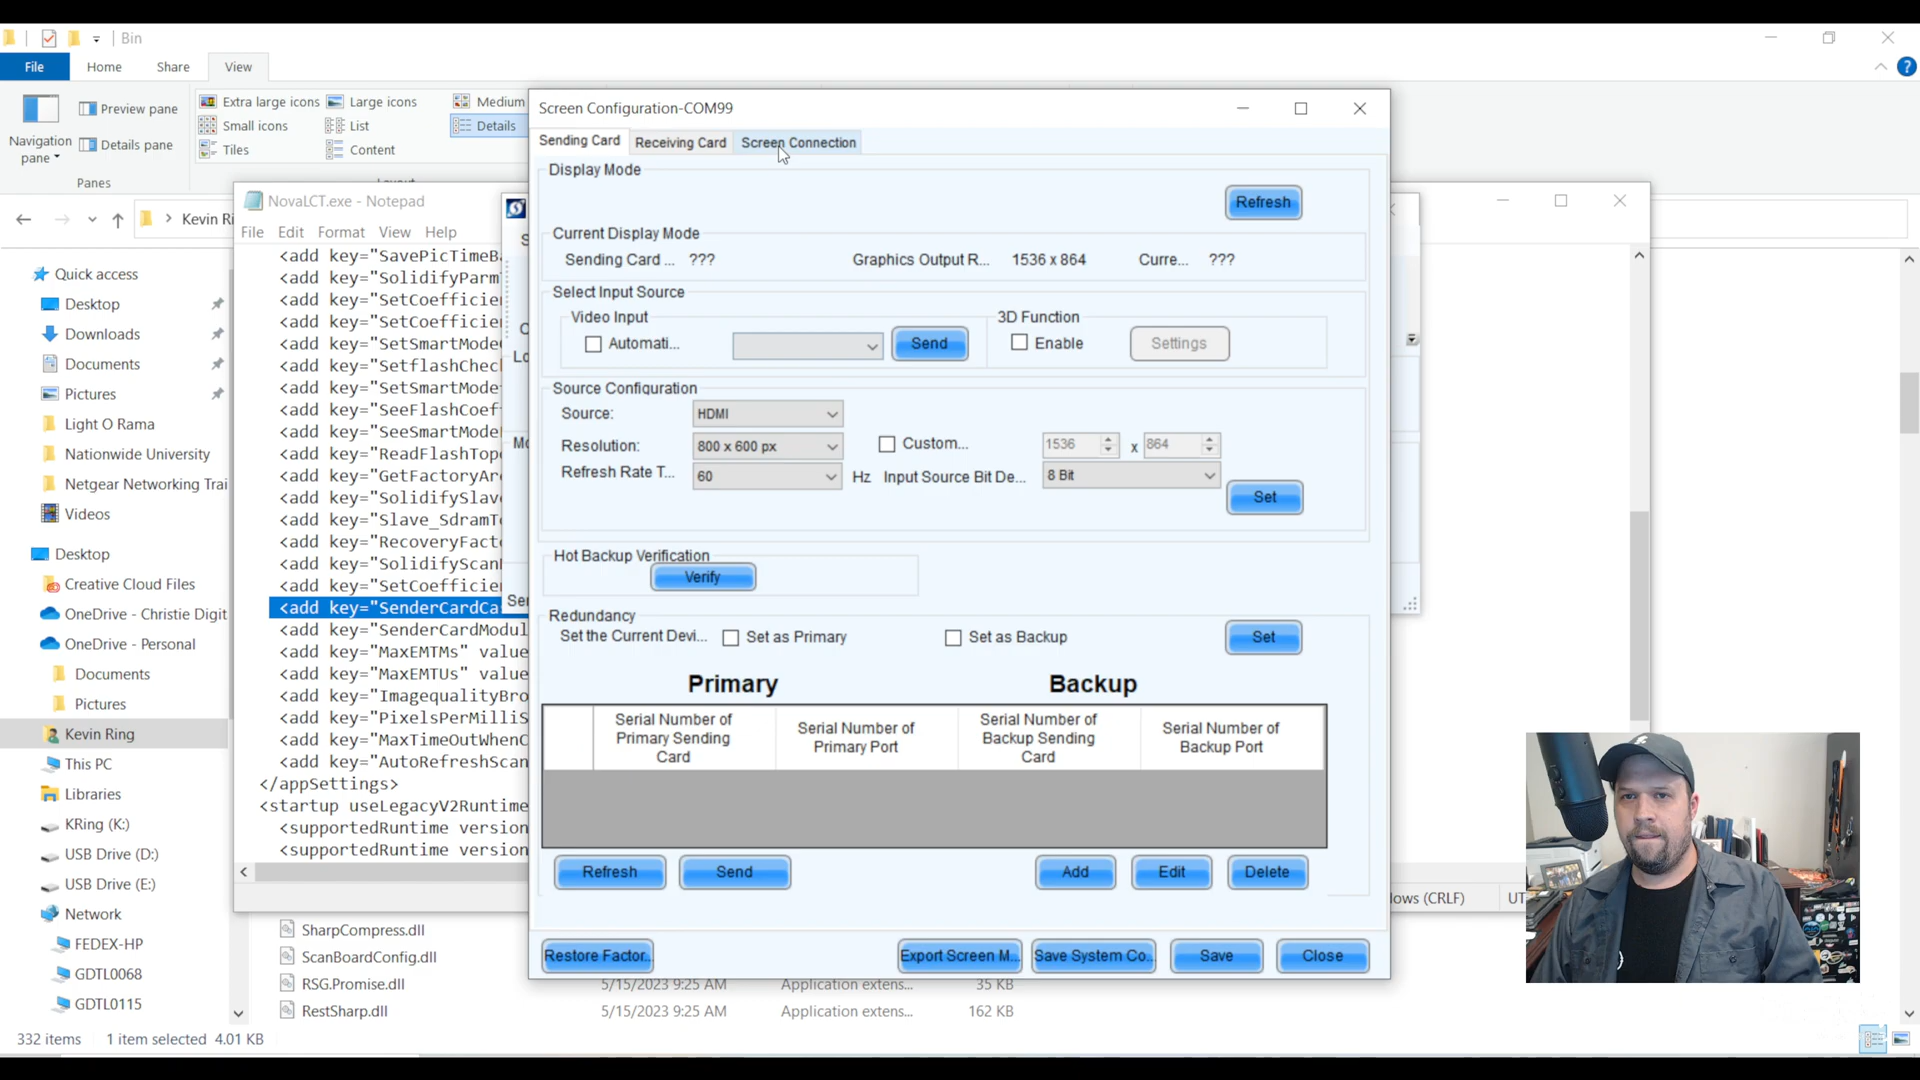 Bin
File Home Share View
Navigation pane
Preview pane
Details pane
Panes
Extra large icons Large icons Medium
Small icons List Details
Tiles Content
Kevin Ri
Quick access
Desktop
Downloads
Documents
Pictures
Light O Rama
Nationwide University
Netgear Networking Trai
Videos
Desktop
Creative Cloud Files
OneDrive - Christie Digit
OneDrive - Personal
Documents
Pictures
Kevin Ring
This PC
Libraries
KRing (K:)
USB Drive (D:)
USB Drive (E:)
Network
FEDEX-HP
GDTL0068
GDTL0115
332 items 1 item selected 4.01 KB
NovaLCT.exe - Notepad
File Edit Format View Help
<add key="SavePicTimeBa
<add key="SolidifyParmT
<add key="SetCoefficien
<add key="SetCoefficien
<add key="SetSmartModeC
<add key="SetflashChecl
<add key="SetSmartMode
<add key="SeeFlashCoef
<add key="SeeSmartMode
<add key="ReadFlashTope
<add key="GetFactoryAre
<add key="SolidifySlave
<add key="Slave_SdramTe
<add key="RecoveryFacto
<add key="SolidifyScanl
<add key="SetCoefficien
<add key="SenderCardCa
<add key="SenderCardModul
<add key="MaxEMTMs" value
<add key="MaxEMTUs" value
<add key="ImagequalityBro
<add key="PixelsPerMilliS
<add key="MaxTimeOutWhenC
<add key="AutoRefreshScan
</appSettings>
<startup useLegacyV2Runtime
<supportedRuntime version
<supportedRuntime version
lows (CRLF) UT
SharpCompress.dll
ScanBoardConfig.dll
RSG.Promise.dll 5/15/2023 9:25 AM Application extens... 35 KB
RestSharp.dll 5/15/2023 9:25 AM Application extens... 162 KB
Screen Configuration-COM99
Sending Card Receiving Card Screen Connection
Display Mode
Refresh
Current Display Mode
Sending Card ... ??? Graphics Output R... 1536 x 864 Curre... ???
Select Input Source
Video Input 3D Function
Automati... Send Enable Settings
Source Configuration
Source: HDMI
Resolution: 800 x 600 px Custom... 1536 x 864
Refresh Rate T... 60 Hz Input Source Bit De... 8 Bit
Set
Hot Backup Verification
Verify
Redundancy
Set the Current Devi... Set as Primary Set as Backup Set
Primary Backup
Serial Number of Primary Sending Card Serial Number of Primary Port Serial Number of Backup Sending Card Serial Number of Backup Port
Refresh Send Add Edit Delete
Restore Factor... Export Screen M... Save System Co... Save Close